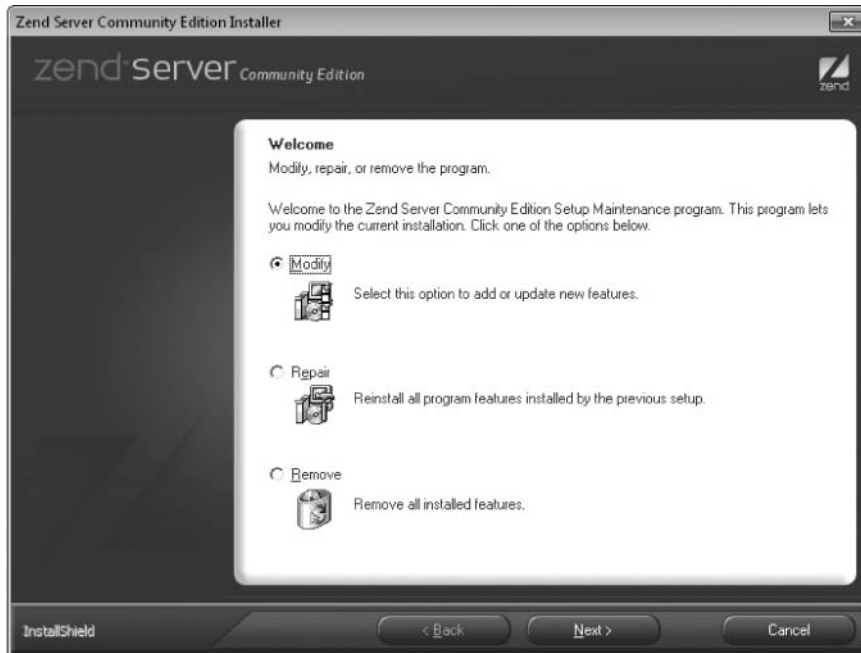 Zend Server Community Edition Installer
zend Server Community Edition
zend
Welcome
Modify, repair, or remove the program.
Welcome to the Zend Server Community Edition Setup Maintenance program. This program lets
you modify the current installation. Click one of the options below.
Modify
Select this option to add or update new features.
Repair
Reinstall all program features installed by the previous setup.
Remove
Remove all installed features.
InstallShield
< Back
Next >
Cancel